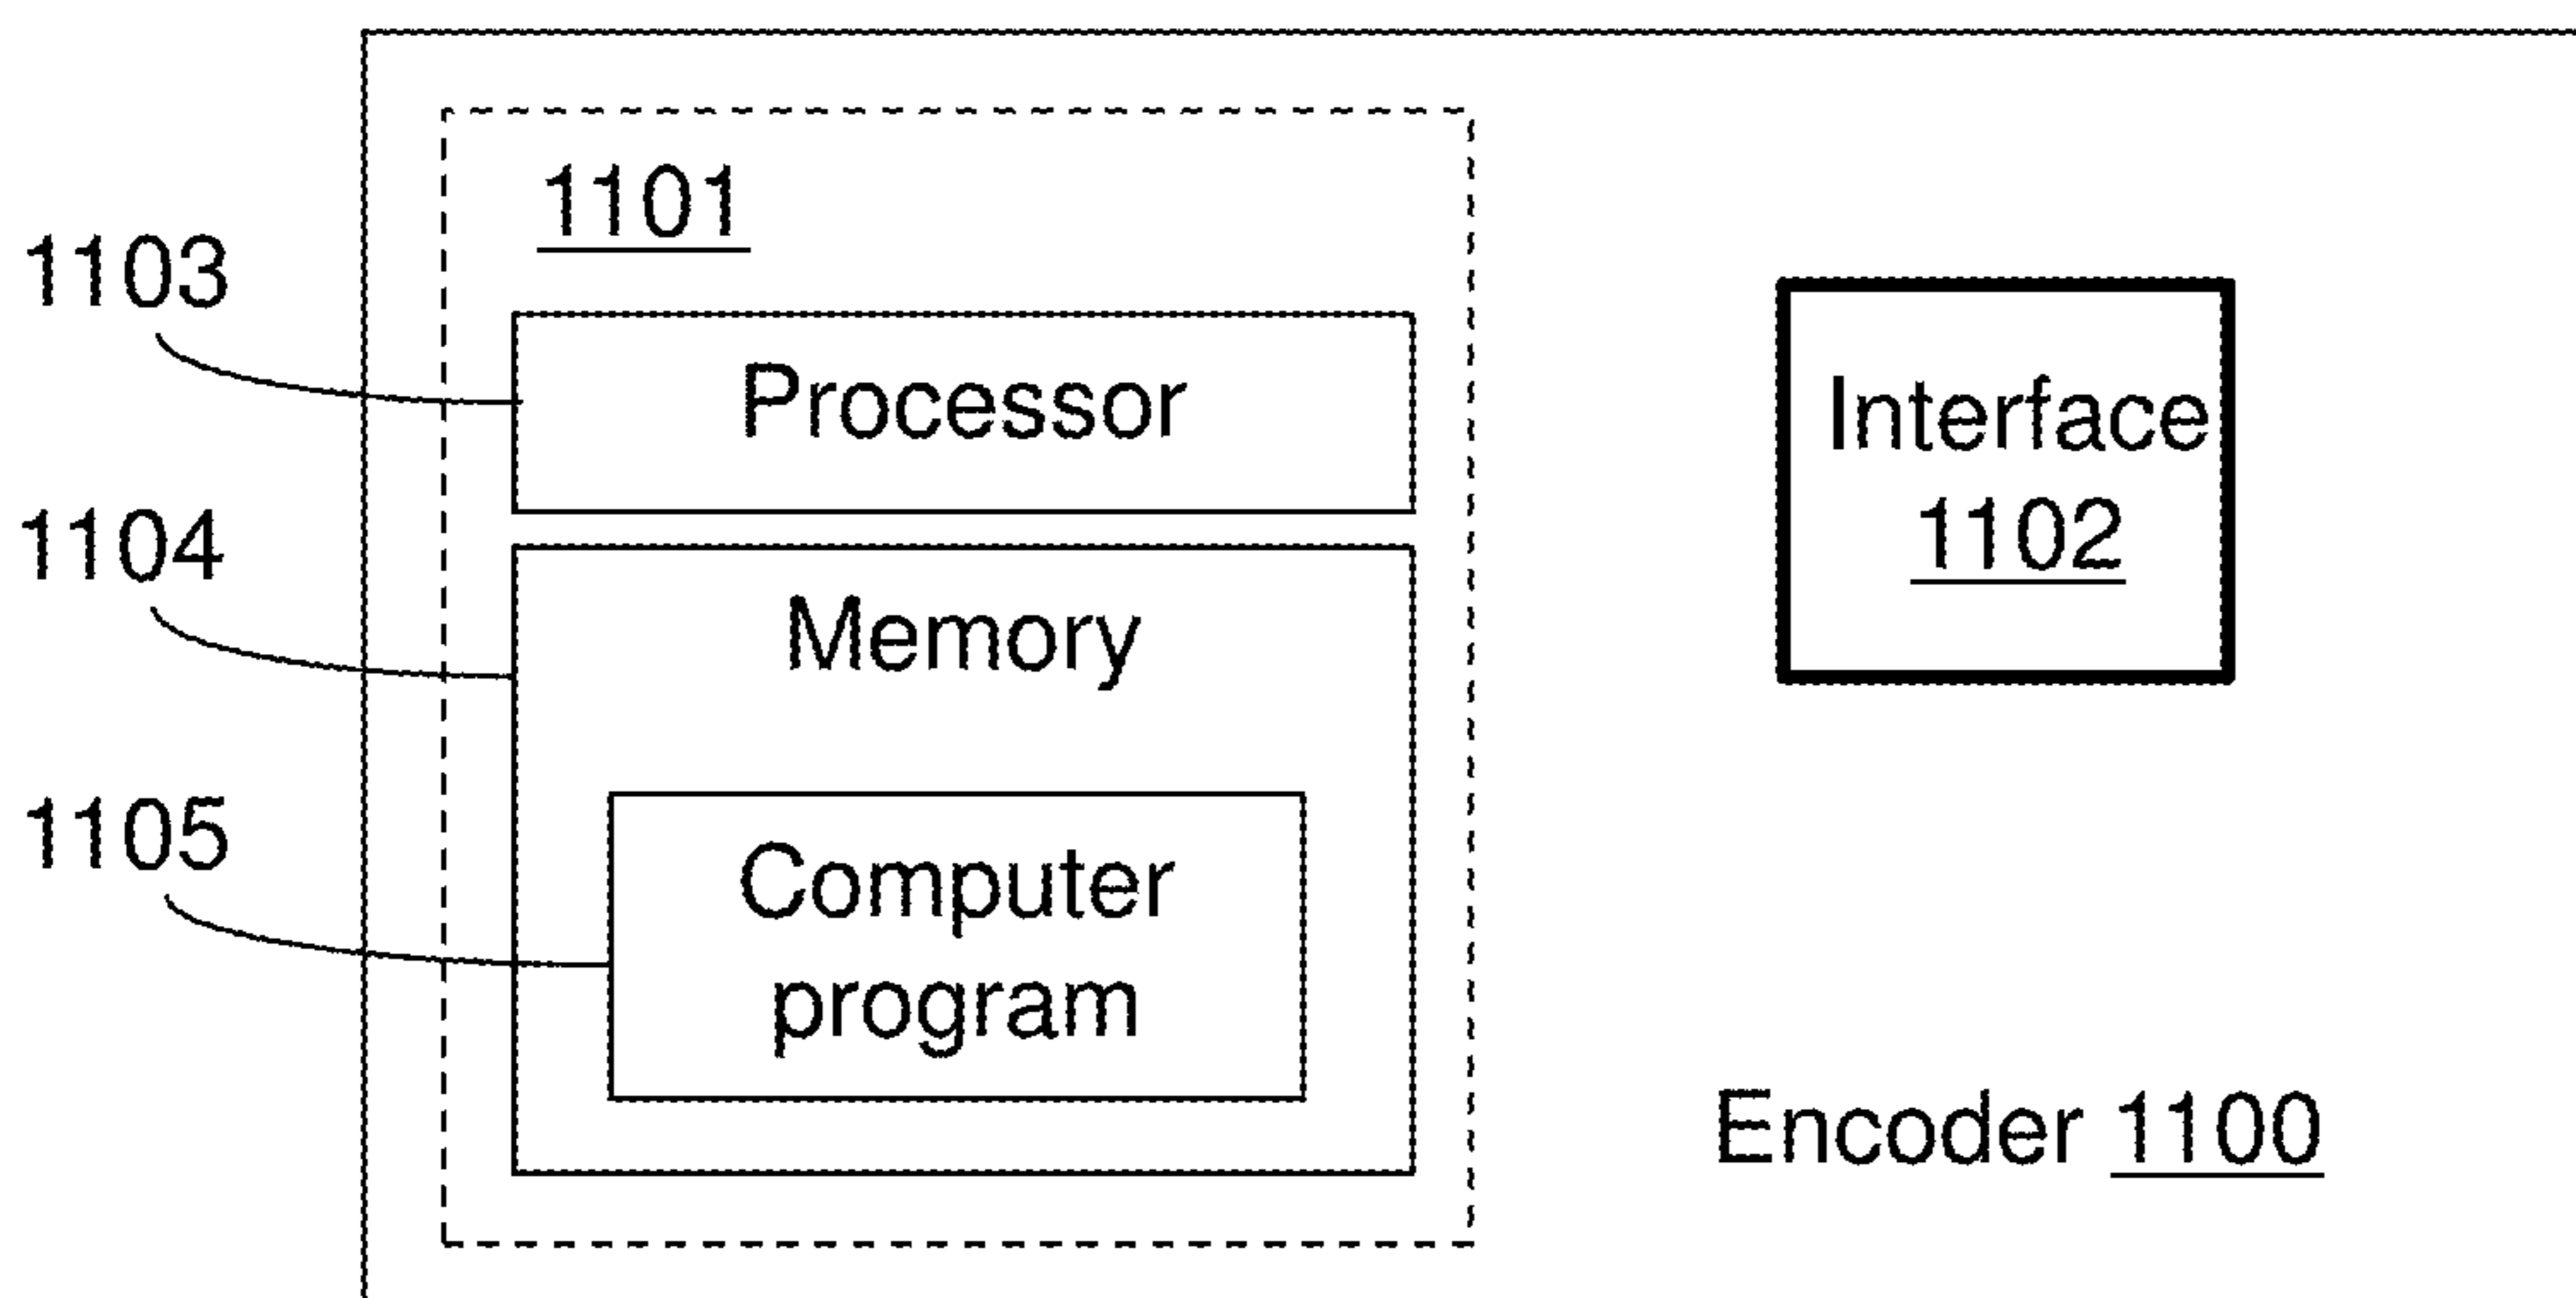 1101
1103
Processor
Interface
1102
1104
Memory
1105
Computer
program
Encoder 1100